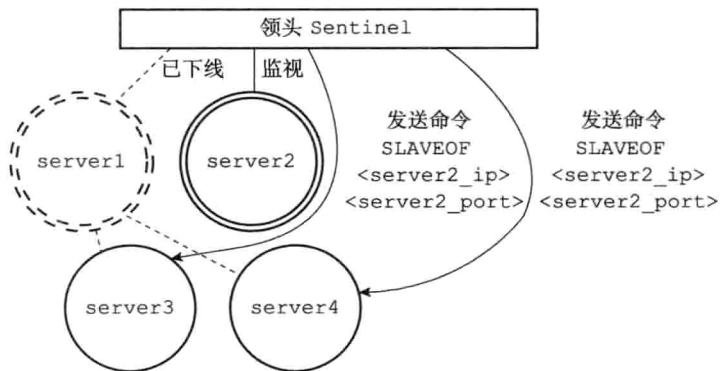 领头 Sentinel
已下线
监视
server1
server2
发送命令
SLAVEOF
<server2_ip>
<server2_port>
发送命令
SLAVEOF
<server2_ip>
<server2_port>
server3
server4